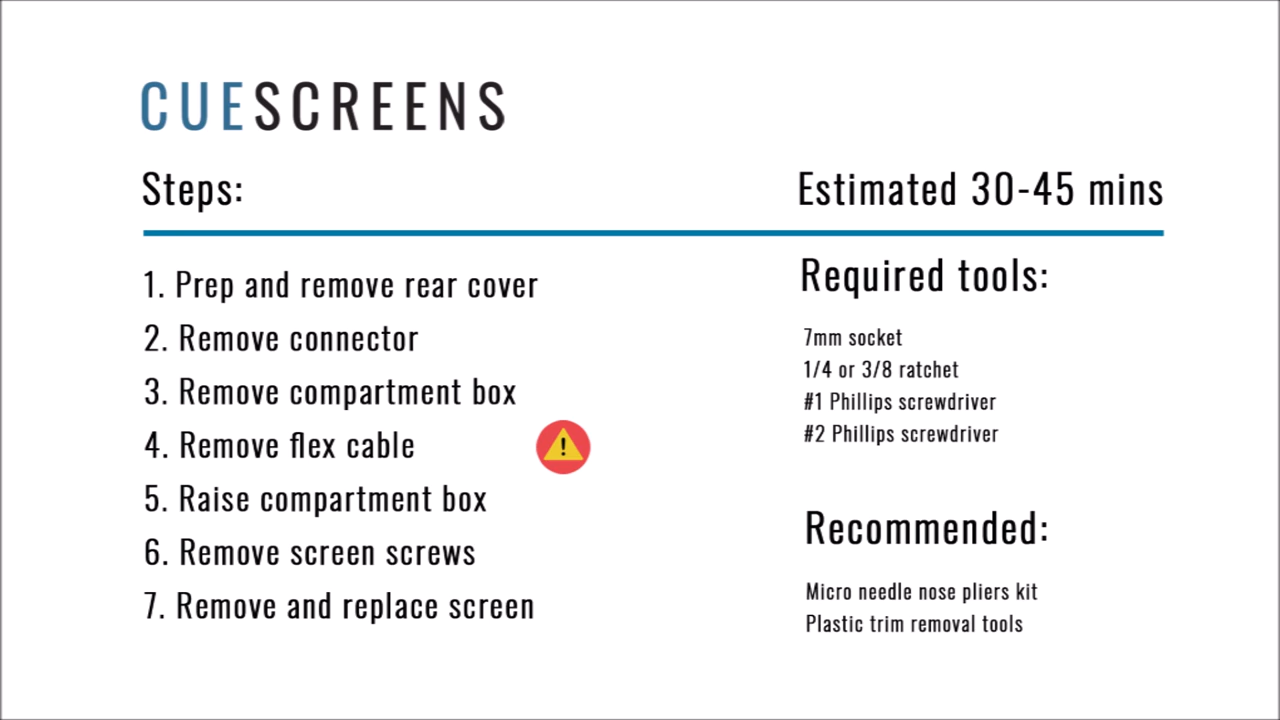 CUESCREENS
Steps:
Estimated 30-45 mins
1. Prep and remove rear cover
2. Remove connector
3. Remove compartment box
4. Remove flex cable
!
5. Raise compartment box
6. Remove screen screws
7. Remove and replace screen
Required tools:
7mm socket
1/4 or 3/8 ratchet
#1 Phillips screwdriver
#2 Phillips screwdriver
Recommended:
Micro needle nose pliers kit
Plastic trim removal tools